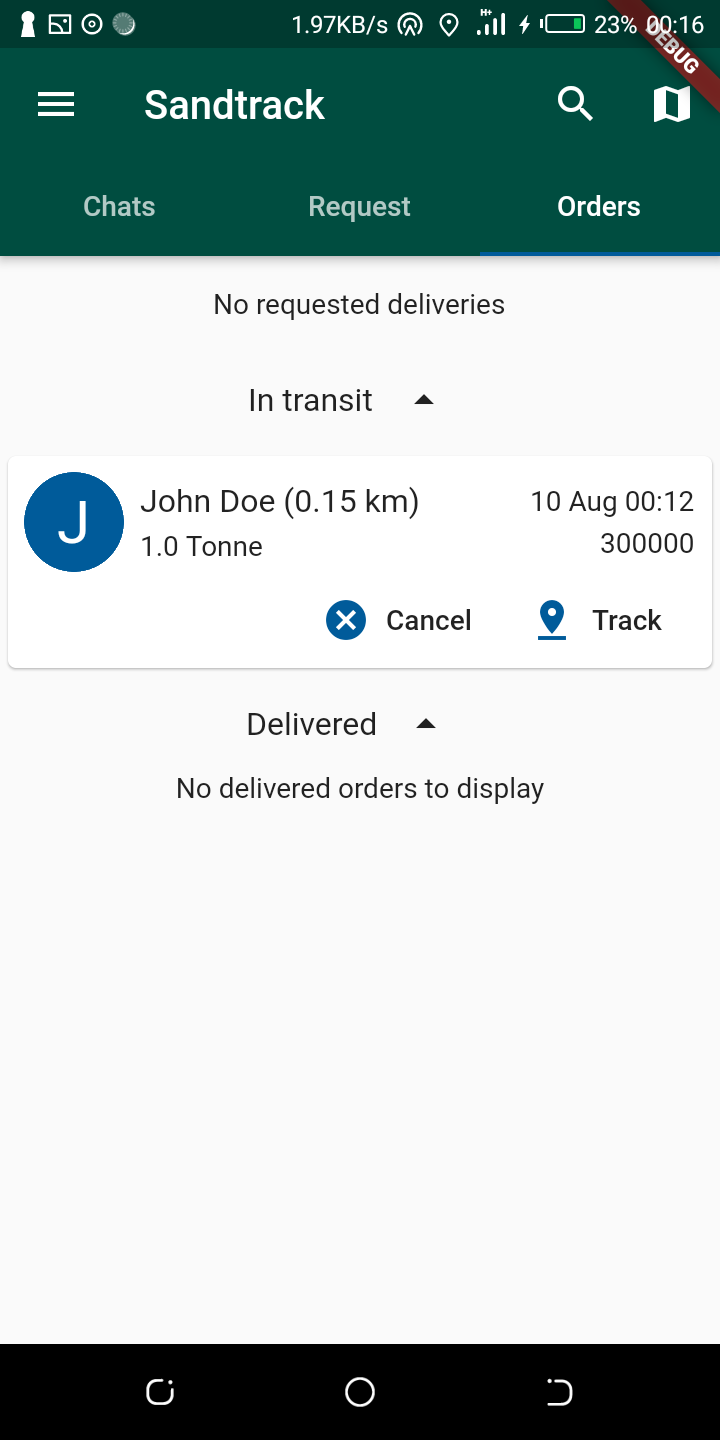 1.97KB/s H+ 23% 00:16
DEBUG
Sandtrack
Chats Request Orders
No requested deliveries
In transit
J
John Doe (0.15 km) 10 Aug 00:12
1.0 Tonne 300000
Cancel Track
Delivered
No delivered orders to display